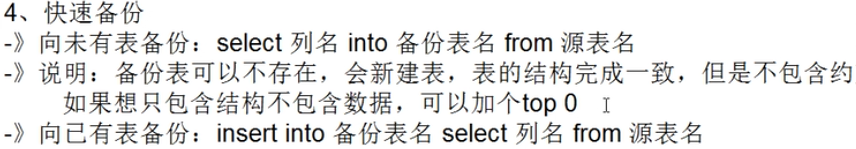 4、快速备份
-》向未有表备份：select 列名 into 备份表名 from 源表名
-》说明：备份表可以不存在，会新建表，表的结构完成一致，但是不包含约
如果想只包含结构不包含数据，可以加个top 0
-》向已有表备份：insert into 备份表名 select 列名 from 源表名